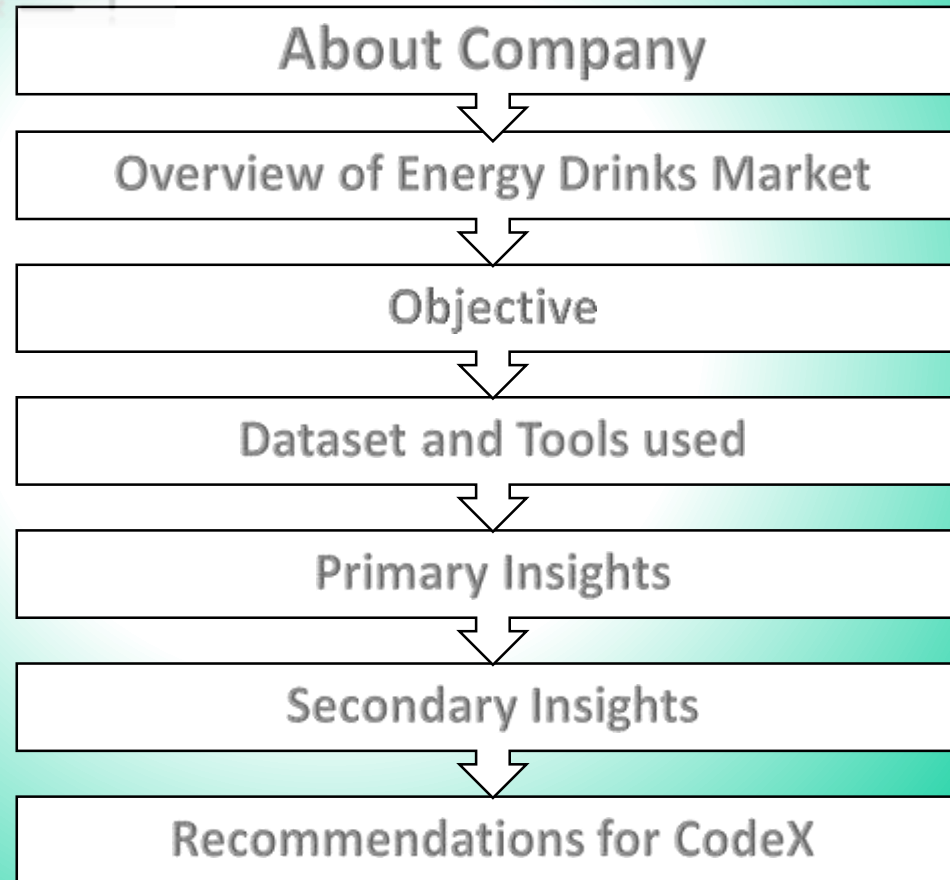 About Company
Overview of Energy Drinks Market
Objective
Dataset and Tools used
Primary Insights
Secondary Insights
Recommendations for CodeX